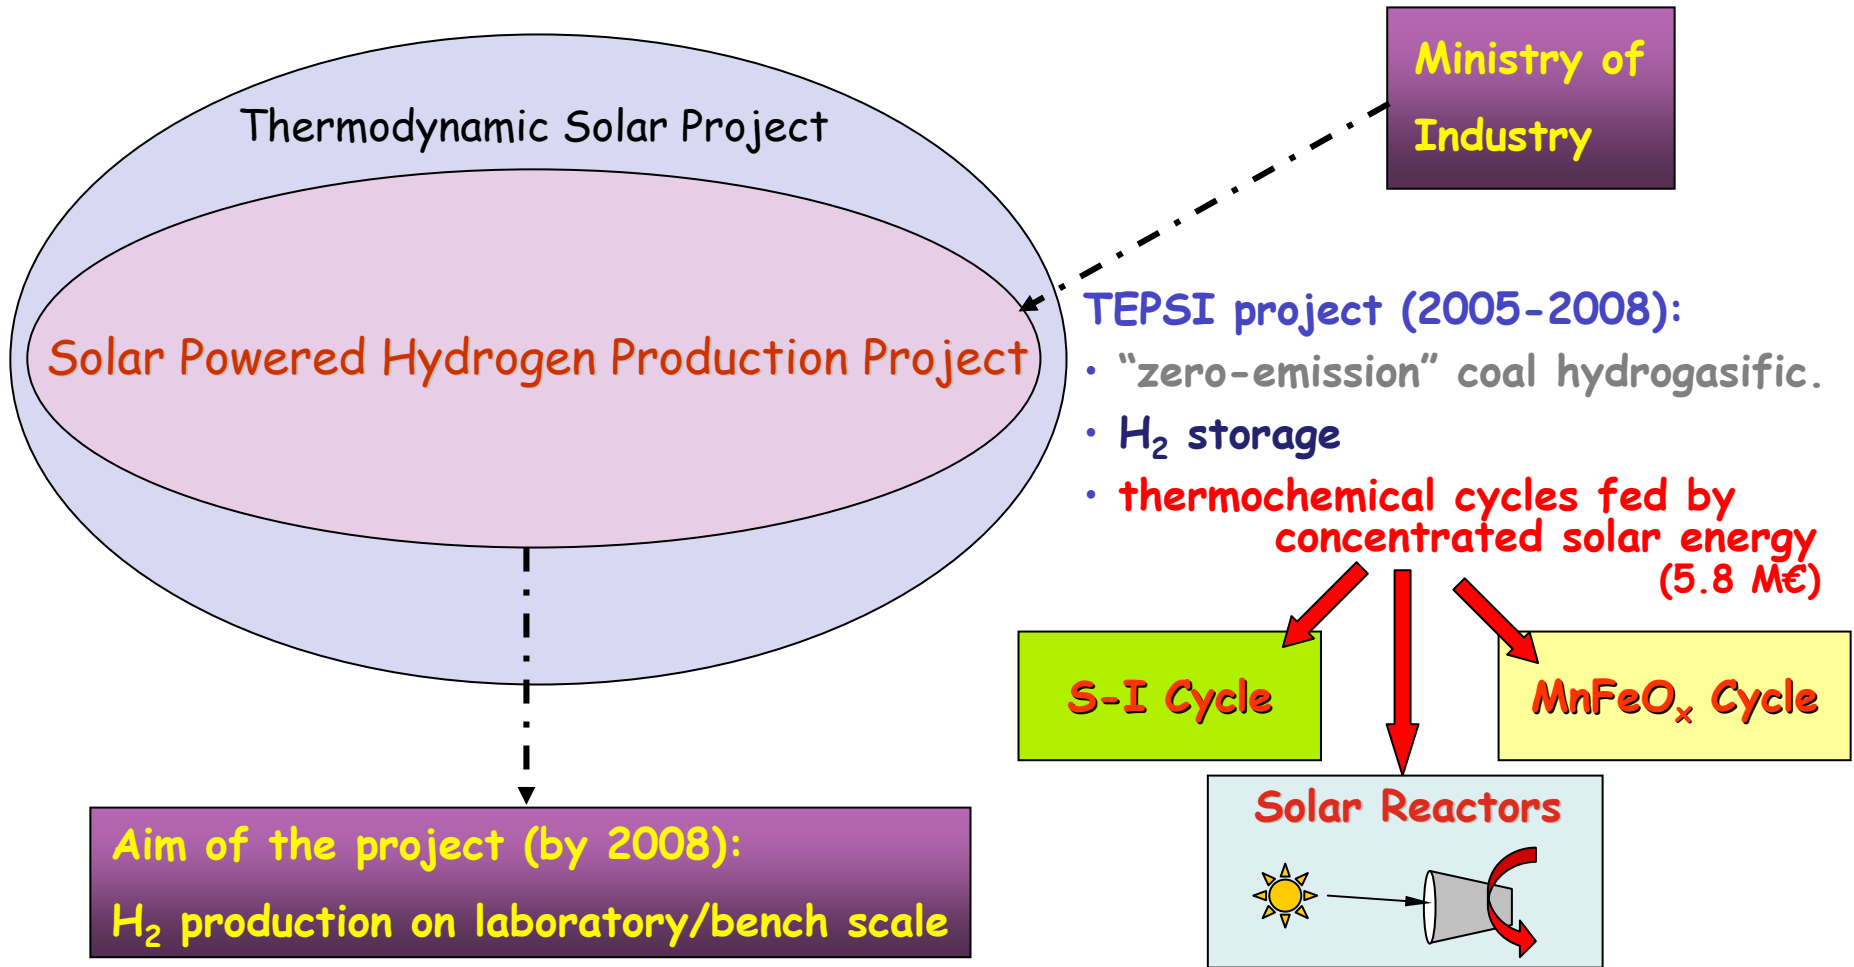 Ministry of
Industry
Thermodynamic Solar Project
Solar Powered Hydrogen Production Project
TEPSI project (2005-2008):
• “zero-emission” coal hydrogasific.
• H₂ storage
• thermochemical cycles fed by
concentrated solar energy
(5.8 M€)
S-I Cycle
MnFeOₓ Cycle
Solar Reactors
Aim of the project (by 2008):
H₂ production on laboratory/bench scale